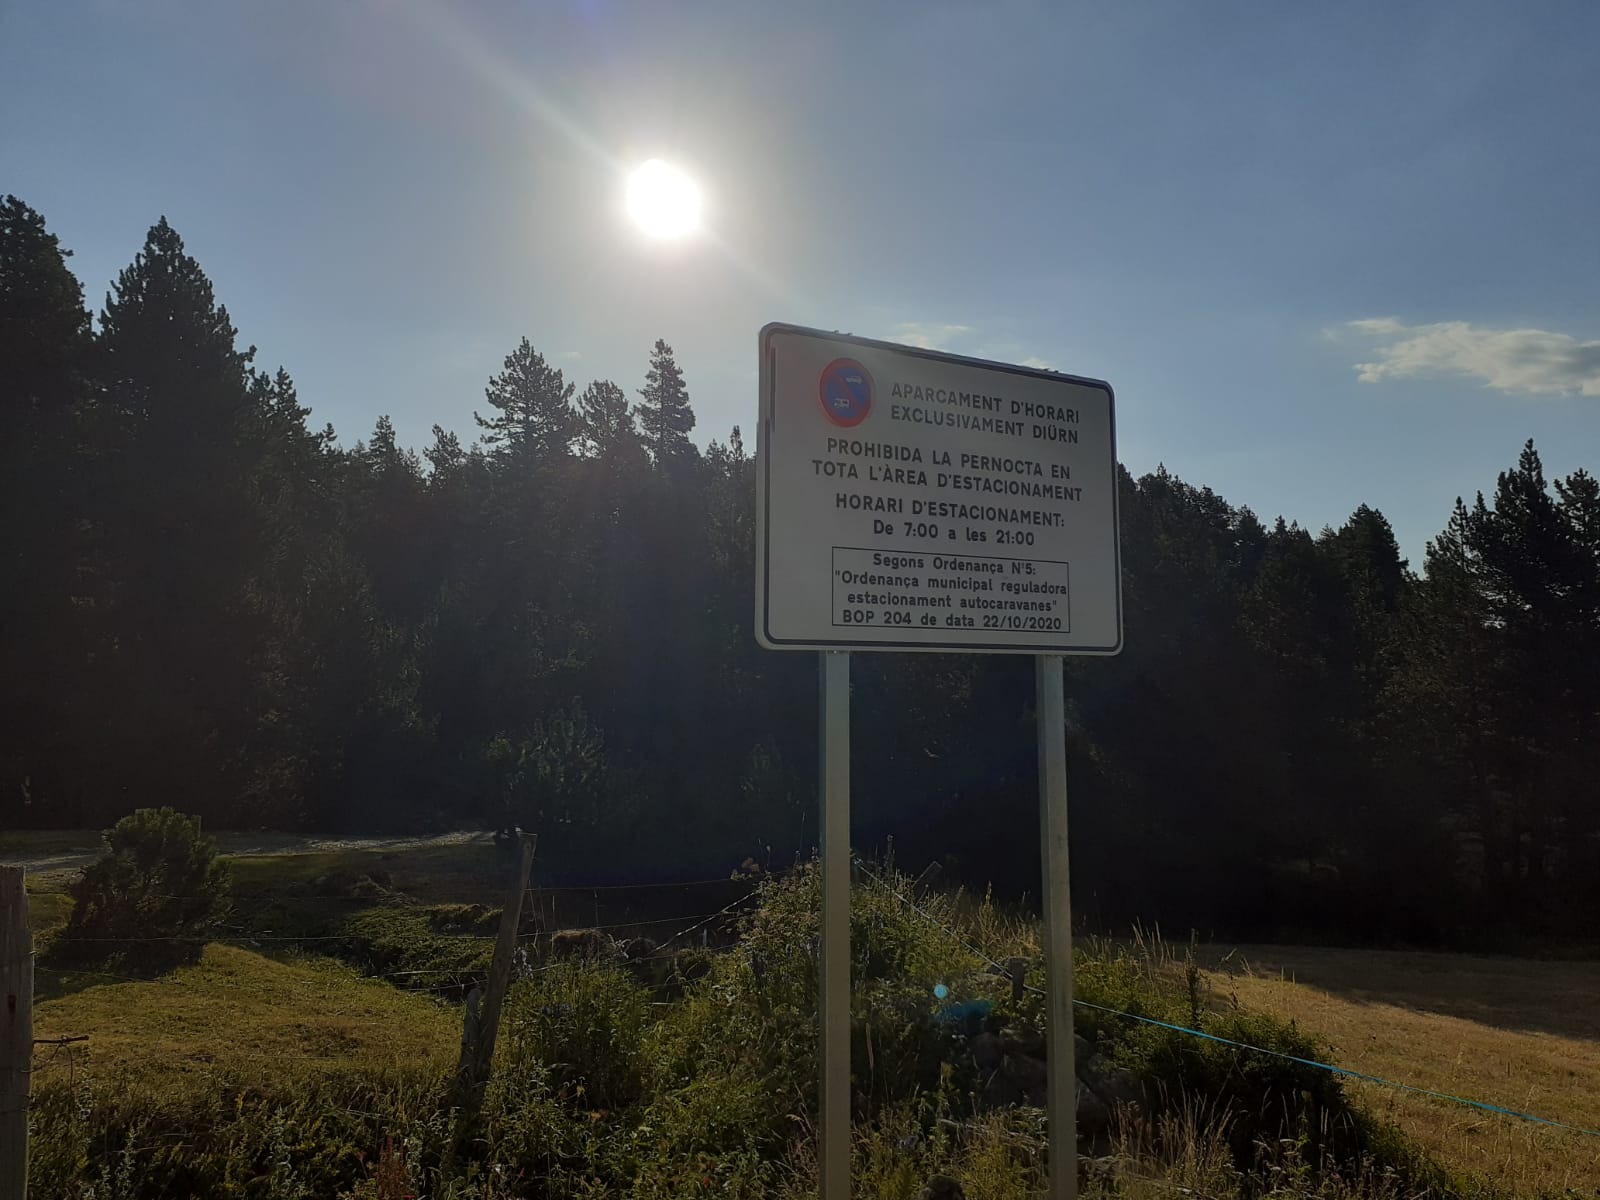 APARCAMENT D'HORARI
EXCLUSIVAMENT DIÜRN
PROHIBIDA LA PERNOCTA EN
TOTA L'ÀREA D'ESTACIONAMENT
HORARI D'ESTACIONAMENT:
De 7:00 a les 21:00
Segons Ordenança N°5:
"Ordenança municipal reguladora
estacionament autocaravanes"
BOP 204 de data 22/10/2020